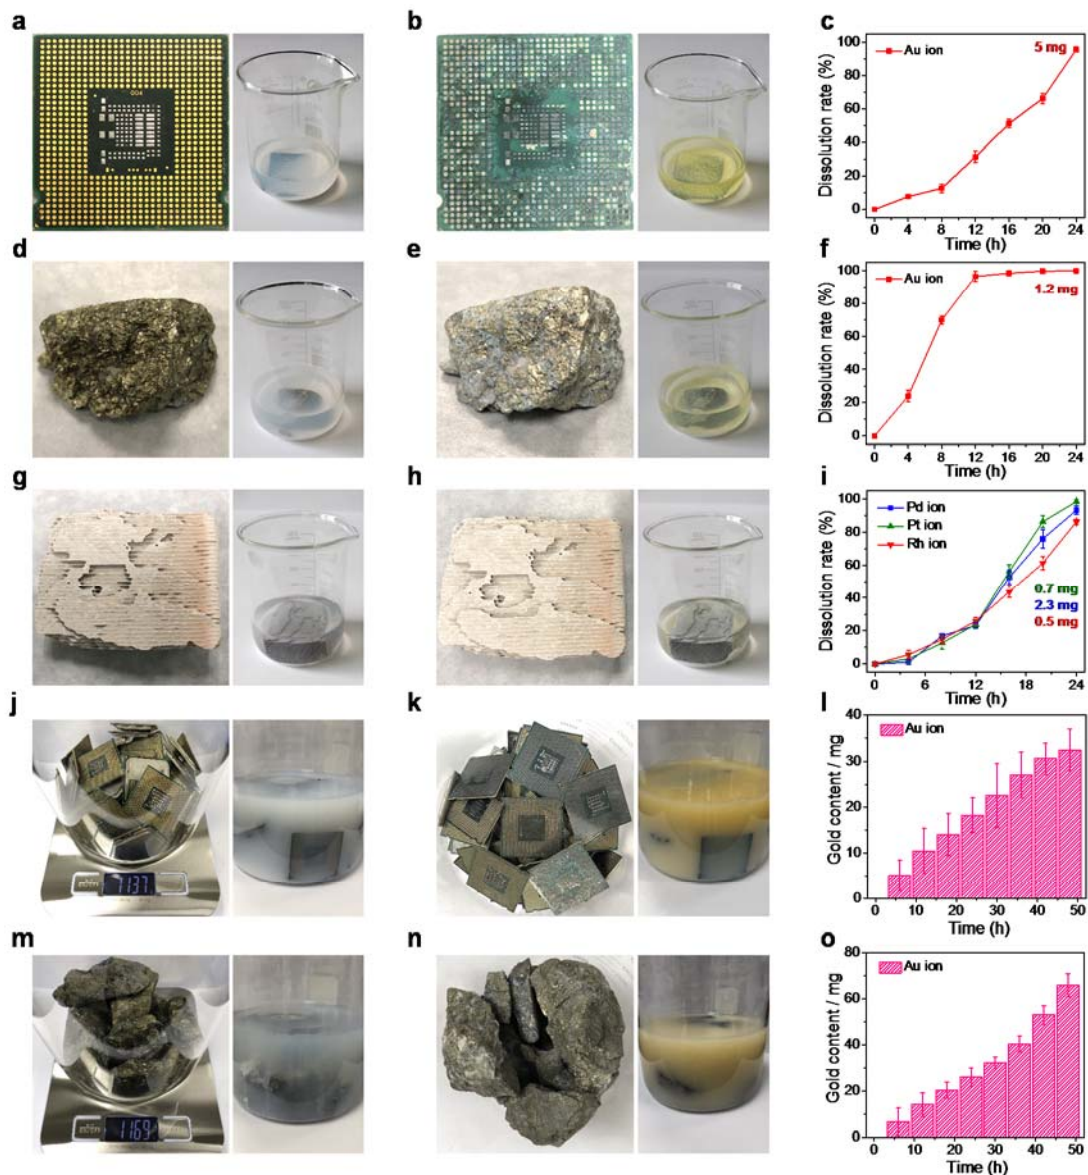 a
b
c
Au ion
5 mg
100
80
60
40
20
0
Dissolution rate (%)
0 4 8 12 16 20 24
Time (h)
d
e
f
Au ion
1.2 mg
100
80
60
40
20
0
Dissolution rate (%)
0 4 8 12 16 20 24
Time (h)
g
h
i
Pd ion
Pt ion
Rh ion
0.7 mg
2.3 mg
0.5 mg
100
80
60
40
20
0
Dissolution rate (%)
0 6 12 18 24
Time (h)
j
1137
k
l
Au ion
40
30
20
10
0
Gold content / mg
0 10 20 30 40 50
Time (h)
m
1169
n
o
Au ion
80
60
40
20
0
Gold content / mg
0 10 20 30 40 50
Time (h)